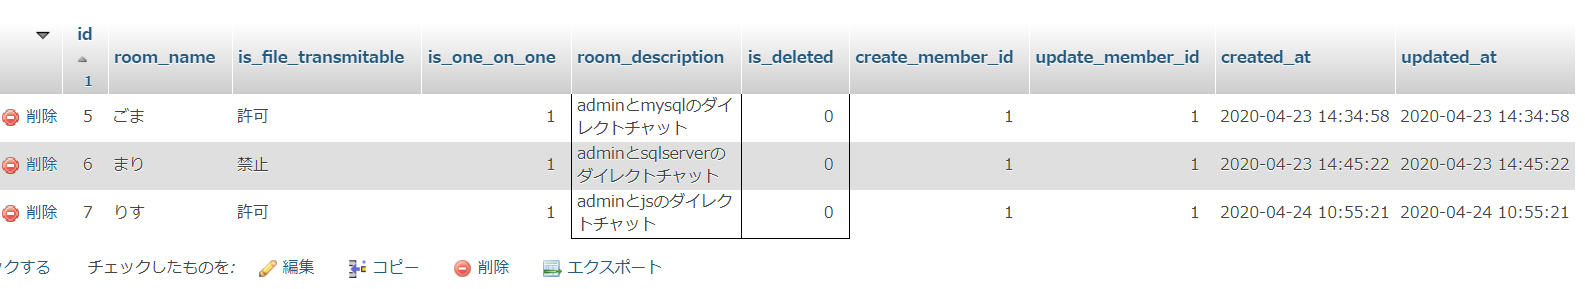 id
1
room_name is_file_transmitable is_one_on_one room_description is_deleted create_member_id update_member_id created_at updated_at
削除 5 ごま 許可 1 adminとmysqlのダイ
レクトチャット 0 1 1 2020-04-23 14:34:58 2020-04-23 14:34:58
削除 6 まり 禁止 1 adminとsqlserverの
ダイレクトチャット 0 1 1 2020-04-23 14:45:22 2020-04-23 14:45:22
削除 7 りす 許可 1 adminとjsのダイレク
トチャット 0 1 1 2020-04-24 10:55:21 2020-04-24 10:55:21
クする チェックしたものを: 編集 コピー 削除 エクスポート